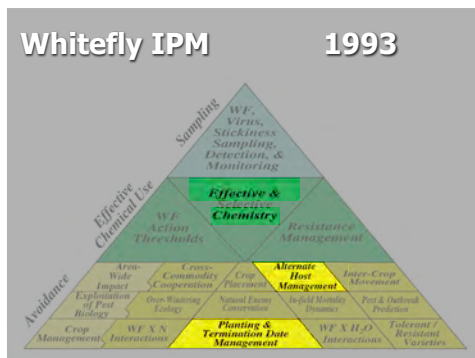 Whitefly IPM 1993
Sampling
WF,
Virus,
Stickiness
Sampling,
Detection, &
Monitoring
Effective
Chemical Use
Effective &
Selective
Chemistry
WF
Action
Thresholds
Resistance
Management
Avoidance
Area-
Wide
Impact
Cross-
Commodity
Cooperation
Crop
Placement
Alternate
Host
Management
Inter-Crop
Movement
Exploitation
of Pest
Biology
Over-Wintering
Ecology
Natural Enemy
Conservation
In-field Mortality
Dynamics
Pest & Outbreak
Prediction
Crop
Management
WF X N
Interactions
Planting &
Termination Date
Management
WF X H2O
Interactions
Tolerant /
Resistant
Varieties